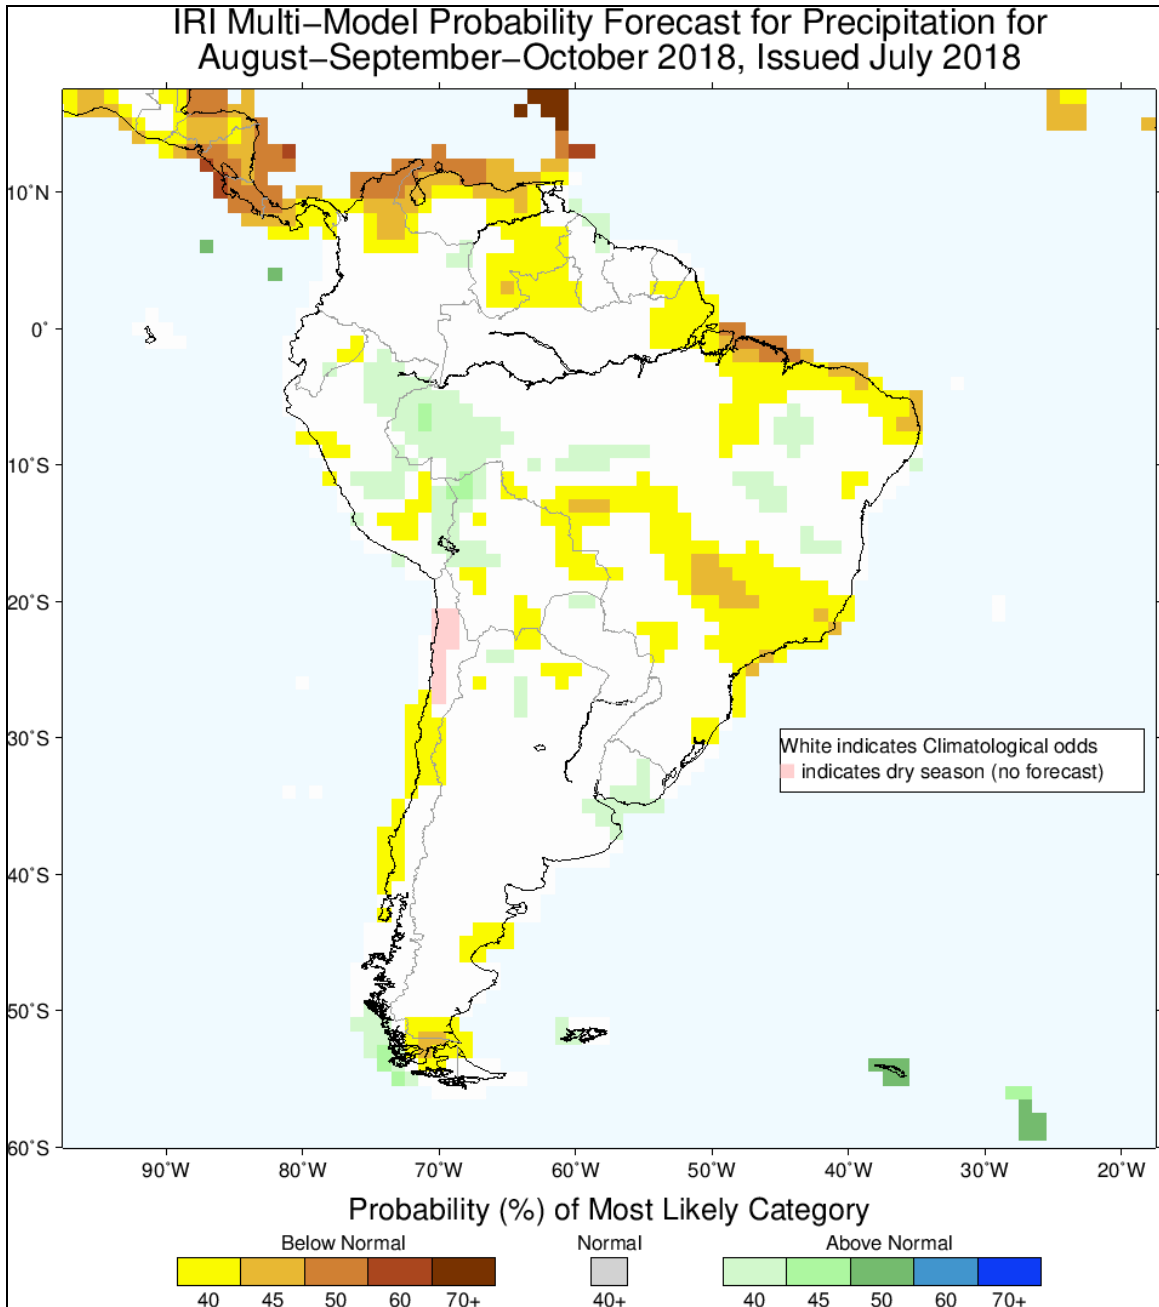 IRI Multi−Model Probability Forecast for Precipitation for
August−September−October 2018, Issued July 2018
10˚N
0˚
10˚S
20˚S
30˚S
40˚S
50˚S
60˚S
White indicates Climatological odds
indicates dry season (no forecast)
90˚W 80˚W 70˚W 60˚W 50˚W 40˚W 30˚W 20˚W
Probability (%) of Most Likely Category
Below Normal Normal Above Normal
40 45 50 60 70+ 40+ 40 45 50 60 70+